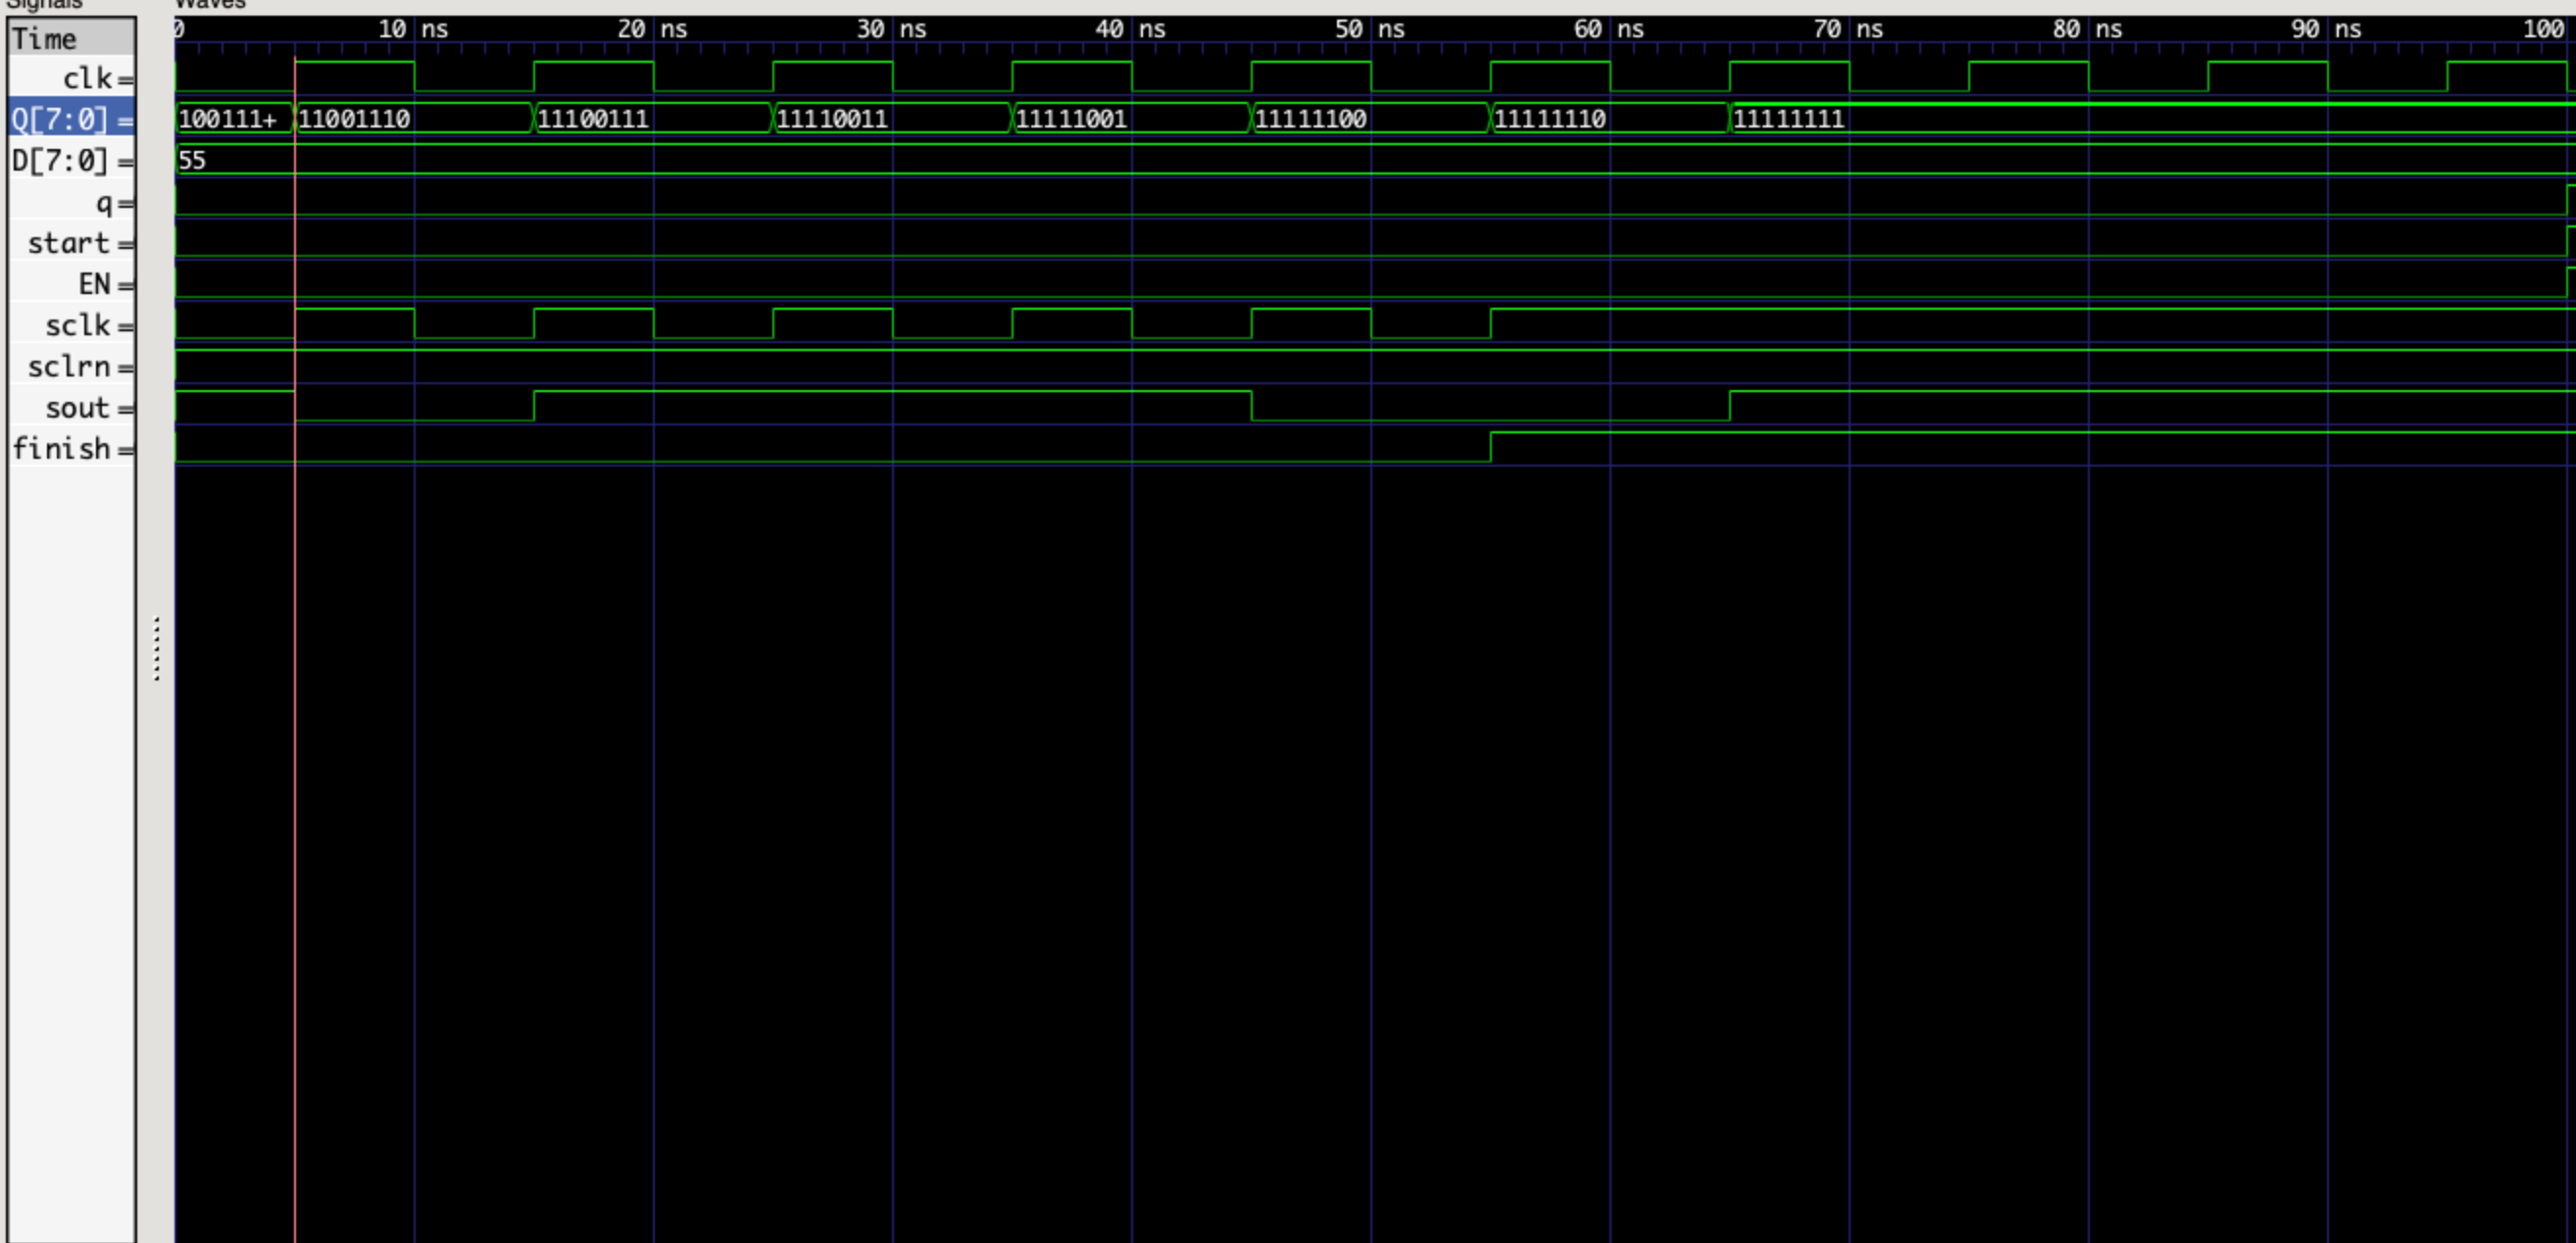 Signals Waves
Time 0 10 ns 20 ns 30 ns 40 ns 50 ns 60 ns 70 ns 80 ns 90 ns 100
clk=
Q[7:0] = 100111+ 11001110 11100111 11110011 11111001 11111100 11111110 11111111
D[7:0] = 55
q=
start=
EN=
sclk=
sclrn=
sout=
finish=